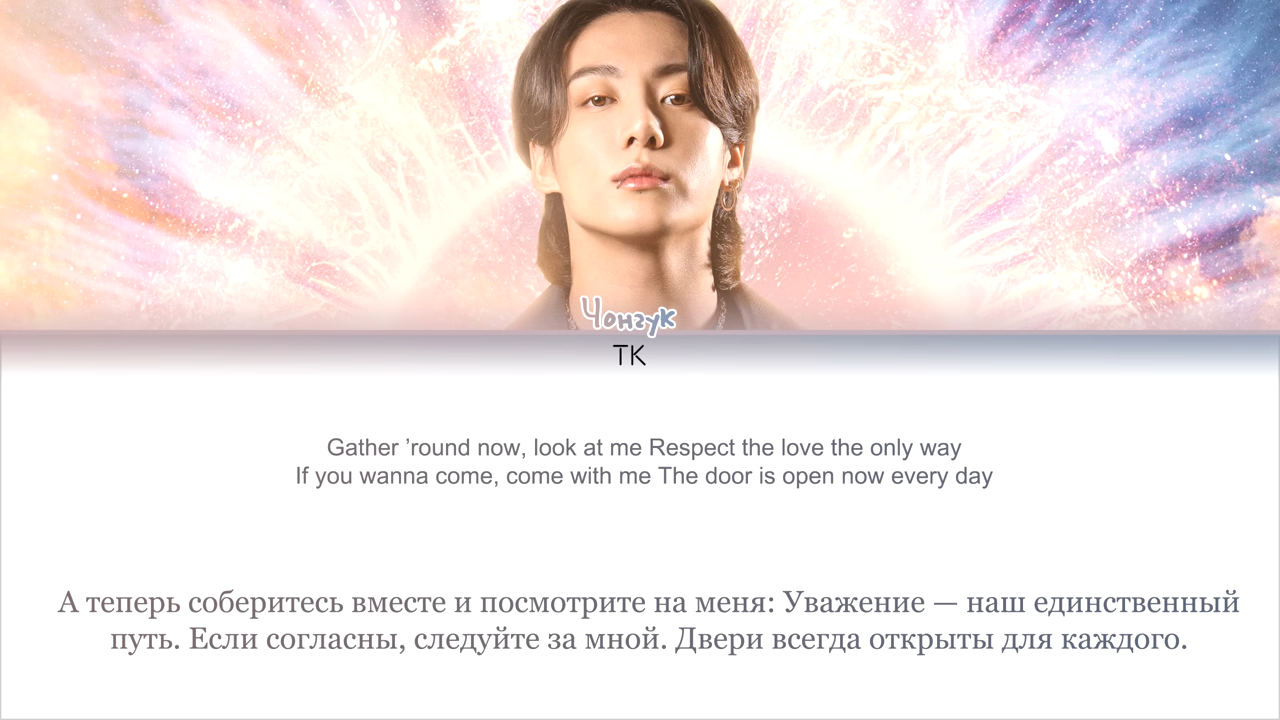 Чонгук
TK
Gather ’round now, look at me Respect the love the only way
If you wanna come, come with me The door is open now every day
А теперь соберитесь вместе и посмотрите на меня: Уважение — наш единственный
путь. Если согласны, следуйте за мной. Двери всегда открыты для каждого.